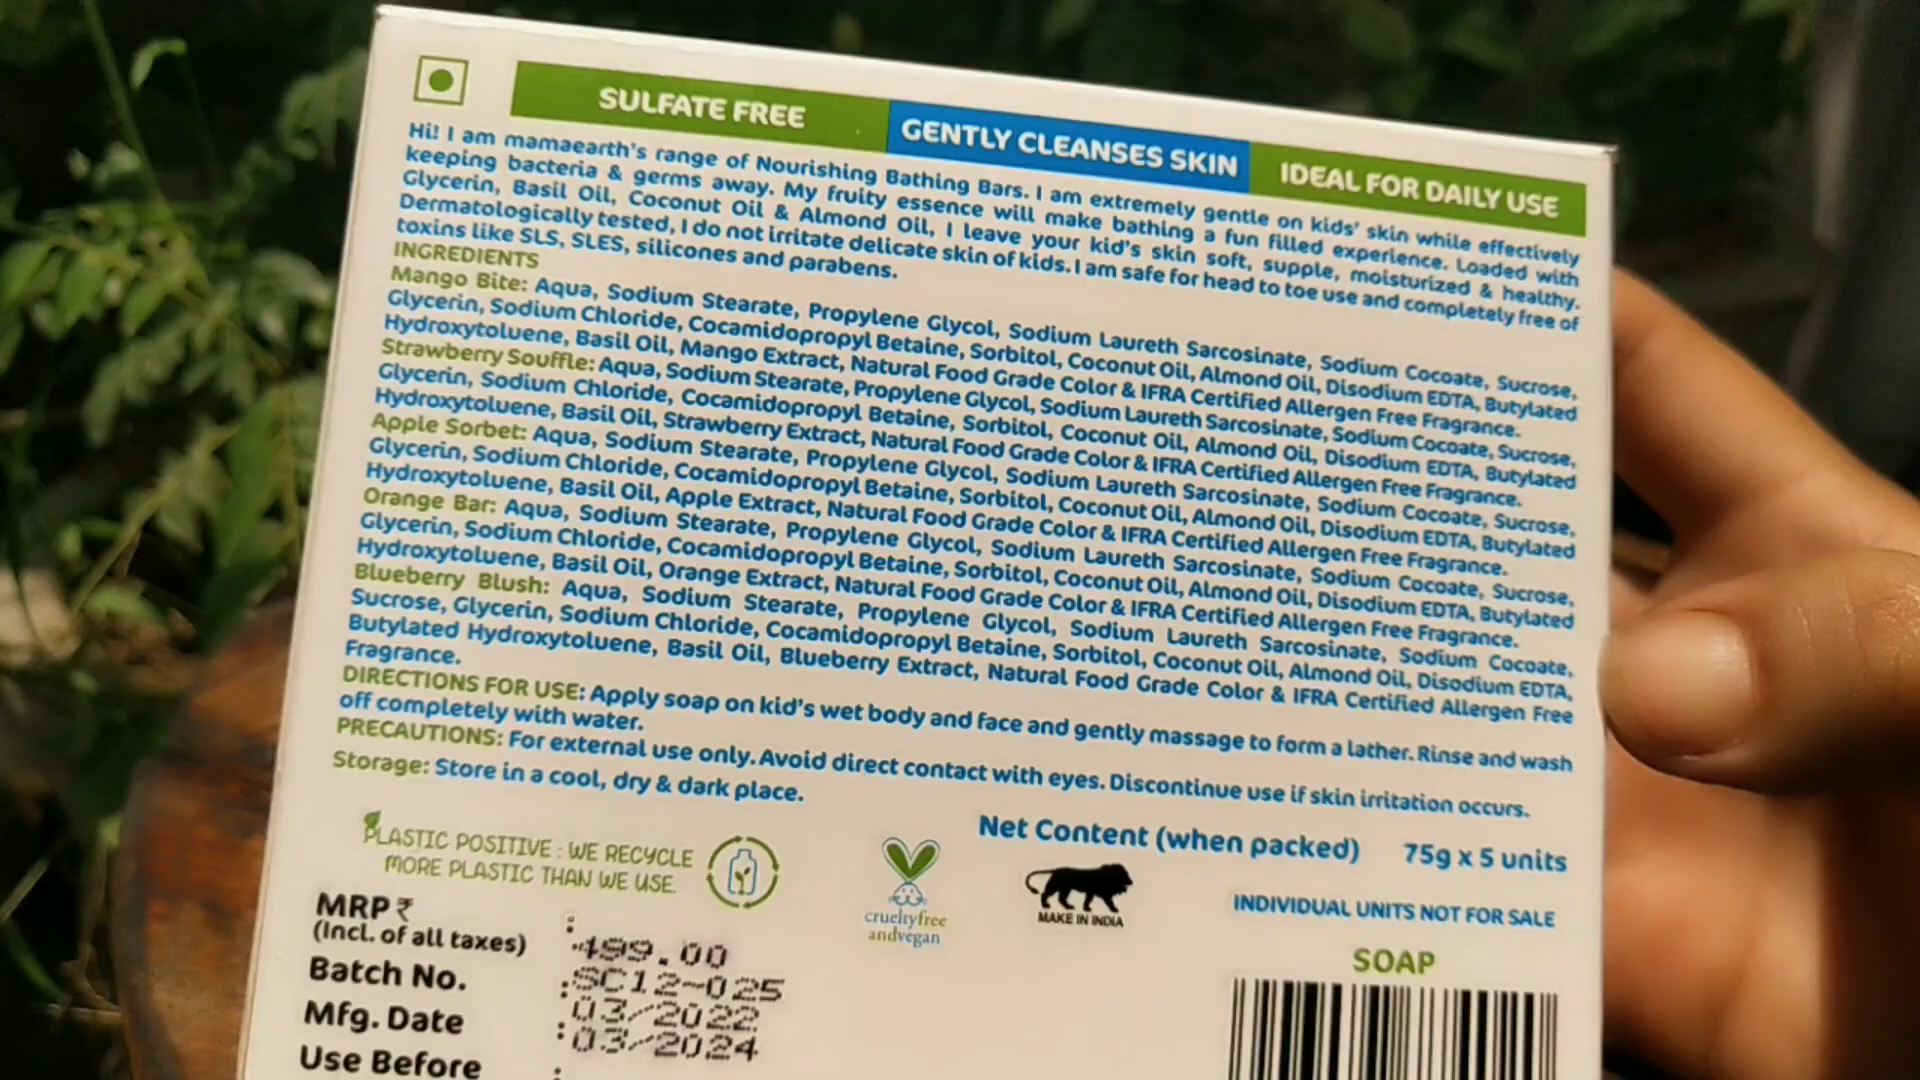 SULFATE FREE
GENTLY CLEANSES SKIN
IDEAL FOR DAILY USE
Hi! I am mamaearth's range of Nourishing Bathing Bars. I am extremely gentle on kids' skin while effectively
keeping bacteria & germs away. My fruity essence will make bathing a fun filled experience. Loaded with
Glycerin, Basil Oil, Coconut Oil & Almond Oil, I leave your kid's skin soft, supple, moisturized & healthy.
Dermatologically tested, I do not irritate delicate skin of kids. I am safe for head to toe use and completely free of
toxins like SLS, SLES, silicones and parabens.
INGREDIENTS
Mango Bite: Aqua, Sodium Stearate, Propylene Glycol, Sodium Laureth Sarcosinate, Sodium Cocoate, Sucrose,
Glycerin, Sodium Chloride, Cocamidopropyl Betaine, Sorbitol, Coconut Oil, Almond Oil, Disodium EDTA, Butylated
Hydroxytoluene, Basil Oil, Mango Extract, Natural Food Grade Color & IFRA Certified Allergen Free Fragrance.
Strawberry Souffle: Aqua, Sodium Stearate, Propylene Glycol, Sodium Laureth Sarcosinate, Sodium Cocoate, Sucrose,
Glycerin, Sodium Chloride, Cocamidopropyl Betaine, Sorbitol, Coconut Oil, Almond Oil, Disodium EDTA, Butylated
Hydroxytoluene, Basil Oil, Strawberry Extract, Natural Food Grade Color & IFRA Certified Allergen Free Fragrance.
Apple Sorbet: Aqua, Sodium Stearate, Propylene Glycol, Sodium Laureth Sarcosinate, Sodium Cocoate, Sucrose,
Glycerin, Sodium Chloride, Cocamidopropyl Betaine, Sorbitol, Coconut Oil, Almond Oil, Disodium EDTA, Butylated
Hydroxytoluene, Basil Oil, Apple Extract, Natural Food Grade Color & IFRA Certified Allergen Free Fragrance.
Orange Bar: Aqua, Sodium Stearate, Propylene Glycol, Sodium Laureth Sarcosinate, Sodium Cocoate, Sucrose,
Glycerin, Sodium Chloride, Cocamidopropyl Betaine, Sorbitol, Coconut Oil, Almond Oil, Disodium EDTA, Butylated
Hydroxytoluene, Basil Oil, Orange Extract, Natural Food Grade Color & IFRA Certified Allergen Free Fragrance.
Blueberry Blush: Aqua, Sodium Stearate, Propylene Glycol, Sodium Laureth Sarcosinate, Sodium Cocoate,
Sucrose, Glycerin, Sodium Chloride, Cocamidopropyl Betaine, Sorbitol, Coconut Oil, Almond Oil, Disodium EDTA,
Butylated Hydroxytoluene, Basil Oil, Blueberry Extract, Natural Food Grade Color & IFRA Certified Allergen Free
Fragrance.
DIRECTIONS FOR USE: Apply soap on kid's wet body and face and gently massage to form a lather. Rinse and wash
off completely with water.
PRECAUTIONS: For external use only. Avoid direct contact with eyes. Discontinue use if skin irritation occurs.
Storage: Store in a cool, dry & dark place.
PLASTIC POSITIVE : WE RECYCLE
MORE PLASTIC THAN WE USE.
crueltyfree
andvegan
MAKE IN INDIA
Net Content (when packed) 75g x 5 units
INDIVIDUAL UNITS NOT FOR SALE
SOAP
MRP ₹ :
(Incl. of all taxes) 499.00
Batch No. : SC12-025
Mfg. Date : 03/2022
Use Before : 03/2024